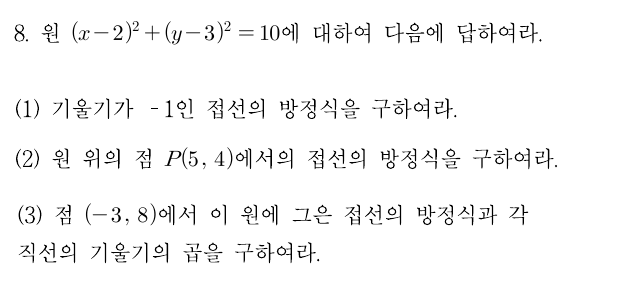 8. 원 (x-2)²+(y-3)² = 10에 대하여 다음에 답하여라.
(1) 기울기가 -1인 접선의 방정식을 구하여라.
(2) 원 위의 점 P(5, 4)에서의 접선의 방정식을 구하여라.
(3) 점 (-3, 8)에서 이 원에 그은 접선의 방정식과 각
직선의 기울기의 곱을 구하여라.